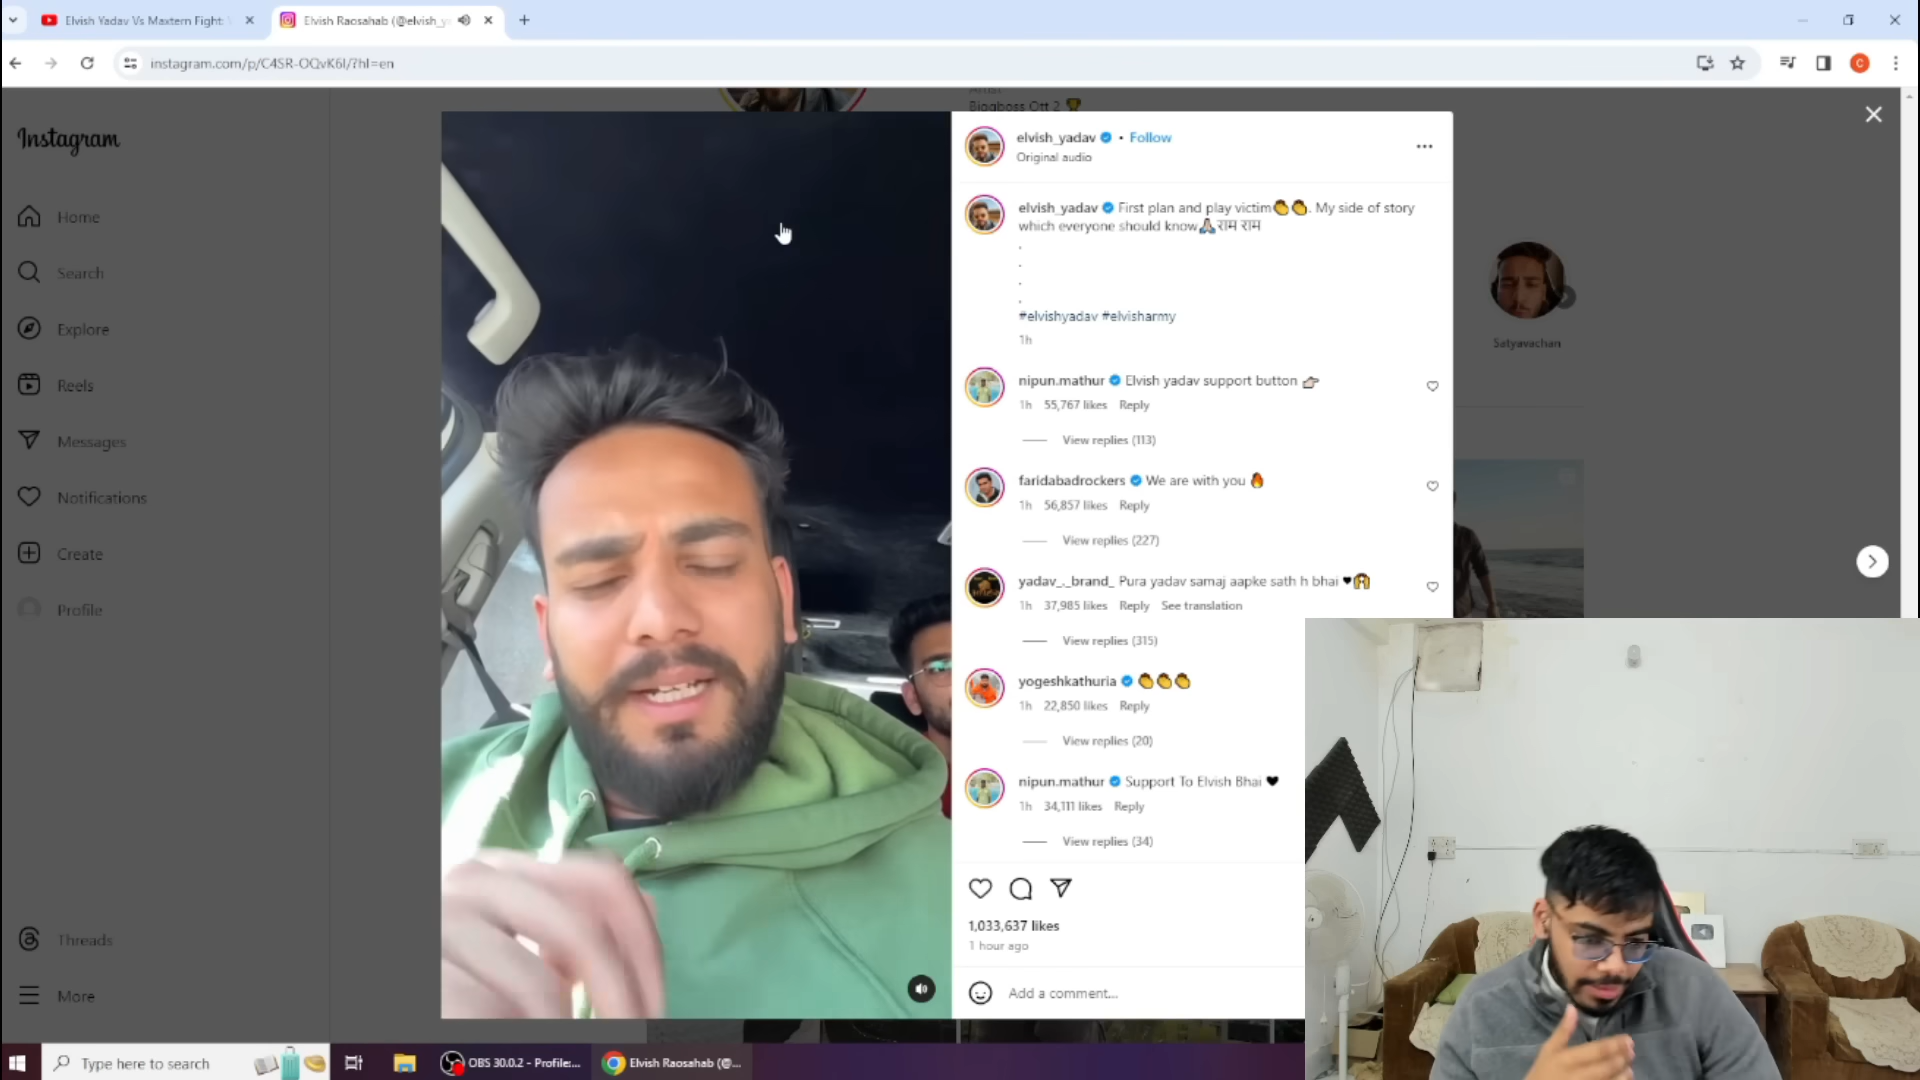 Elvish Yadav Vs Maxtern Fight:
Elvish Raosahab (@elvish_y
instagram.com/p/C4SR-OQvK6I/?hl=en
C
Instagram
Home
Search
Explore
Reels
Messages
Notifications
Create
Profile
Threads
More
Artist
Biggboss Ott 2 🏆
Satyavachan
elvish_yadav • Follow
Original audio
elvish_yadav First plan and play victim👏👏. My side of story
which everyone should know🙏🏻राम राम
.
.
.
.
#elvishyadav #elvisharmy
1h
nipun.mathur Elvish yadav support button 👉🏻
1h 55,767 likes Reply
View replies (113)
faridabadrockers We are with you 🔥
1h 56,857 likes Reply
View replies (227)
yadav_._brand_ Pura yadav samaj aapke sath h bhai ♥🙌
1h 37,985 likes Reply See translation
View replies (315)
yogeshkathuria 👏👏👏
1h 22,850 likes Reply
View replies (20)
nipun.mathur Support To Elvish Bhai ♥
1h 34,111 likes Reply
View replies (34)
1,033,637 likes
1 hour ago
Add a comment...
Type here to search
OBS 30.0.2 - Profile:...
Elvish Raosahab (@...